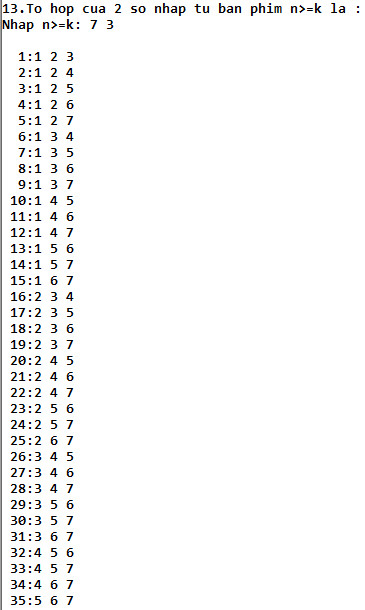 13.To hop cua 2 so nhap tu ban phim n>=k la :
Nhap n>=k: 7 3
1:1 2 3
2:1 2 4
3:1 2 5
4:1 2 6
5:1 2 7
6:1 3 4
7:1 3 5
8:1 3 6
9:1 3 7
10:1 4 5
11:1 4 6
12:1 4 7
13:1 5 6
14:1 5 7
15:1 6 7
16:2 3 4
17:2 3 5
18:2 3 6
19:2 3 7
20:2 4 5
21:2 4 6
22:2 4 7
23:2 5 6
24:2 5 7
25:2 6 7
26:3 4 5
27:3 4 6
28:3 4 7
29:3 5 6
30:3 5 7
31:3 6 7
32:4 5 6
33:4 5 7
34:4 6 7
35:5 6 7